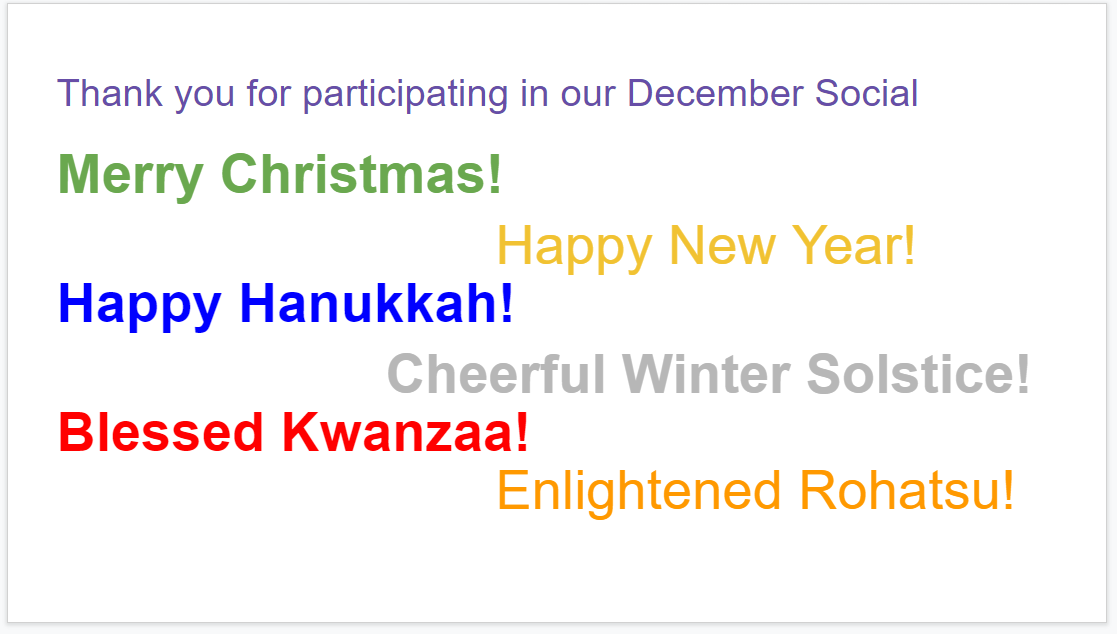 Thank you for participating in our December Social
Merry Christmas!
Happy New Year!
Happy Hanukkah!
Cheerful Winter Solstice!
Blessed Kwanzaa!
Enlightened Rohatsu!